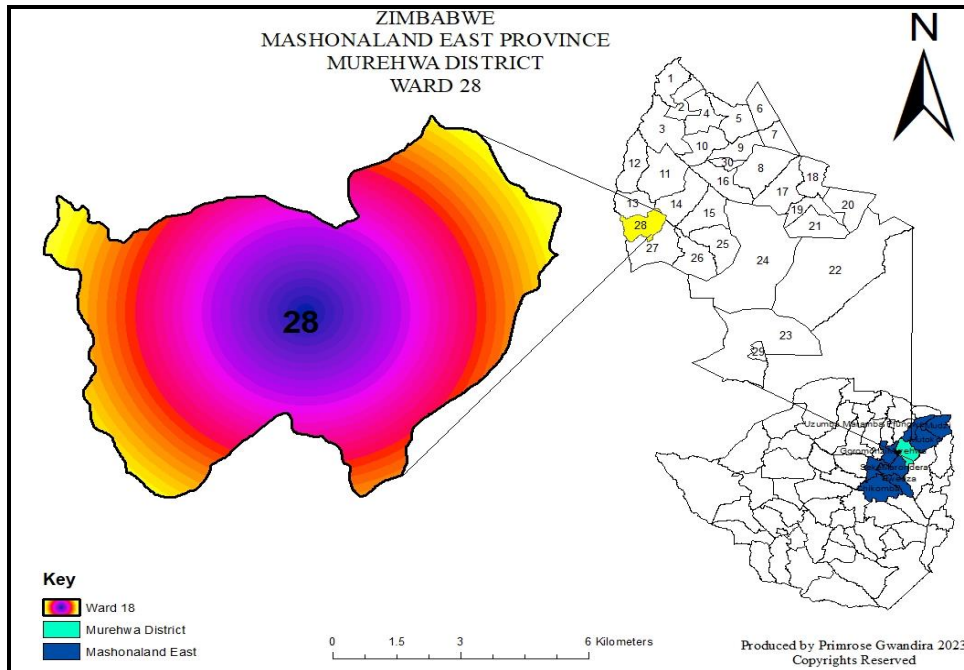 ZIMBABWE
MASHONALAND EAST PROVINCE
MUREHWA DISTRICT
WARD 28
N
1
2
3
4
5
6
7
8
9
10
11
12
13
14
15
16
17
18
19
20
21
22
23
24
25
26
27
28
29
30
28
Goromonzi
Mudzi
Chikomba
Key
Ward 18
Murehwa District
Mashonaland East
0 1.5 3 6 Kilometers
Produced by Primrose Gwandira 2023
Copyrights Reserved